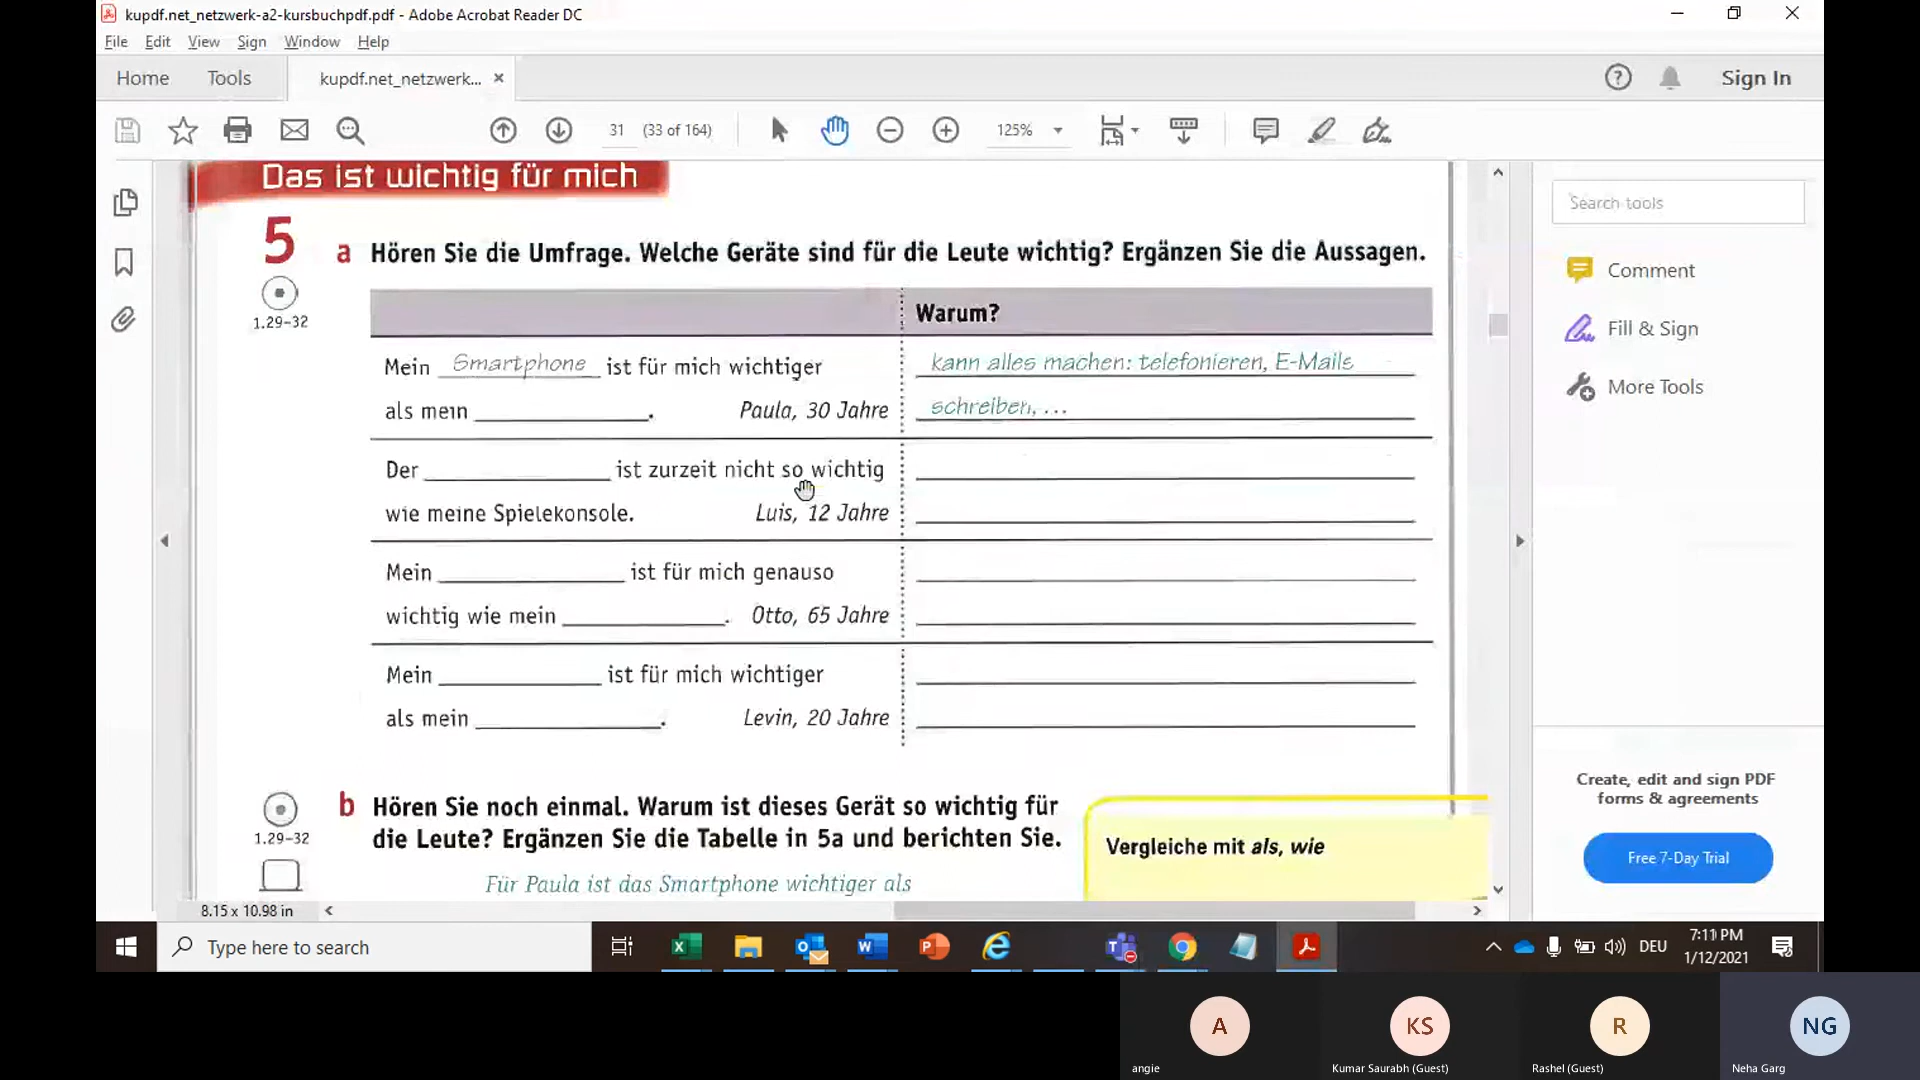 kupdf.net_netzwerk-a2-kursbuchpdf.pdf - Adobe Acrobat Reader DC
File Edit View Sign Window Help
Home Tools kupdf.net_netzwerk... × Sign In
31 (33 of 164) 125%
Das ist wichtig für mich
Search tools
5 a Hören Sie die Umfrage. Welche Geräte sind für die Leute wichtig? Ergänzen Sie die Aussagen.
1.29–32
Warum?
Mein Smartphone ist für mich wichtiger
als mein ____________. Paula, 30 Jahre
kann alles machen: telefonieren, E-Mails
schreiben, ...
Der ____________ ist zurzeit nicht so wichtig
wie meine Spielekonsole. Luis, 12 Jahre
Mein ____________ ist für mich genauso
wichtig wie mein ____________. Otto, 65 Jahre
Mein ____________ ist für mich wichtiger
als mein ____________. Levin, 20 Jahre
b Hören Sie noch einmal. Warum ist dieses Gerät so wichtig für
die Leute? Ergänzen Sie die Tabelle in 5a und berichten Sie.
1.29–32
Für Paula ist das Smartphone wichtiger als
Vergleiche mit als, wie
Comment
Fill & Sign
More Tools
Create, edit and sign PDF
forms & agreements
Free 7-Day Trial
8.15 x 10.98 in
Type here to search
DEU
7:11 PM
1/12/2021
A
angie
KS
Kumar Saurabh (Guest)
R
Rashel (Guest)
NG
Neha Garg